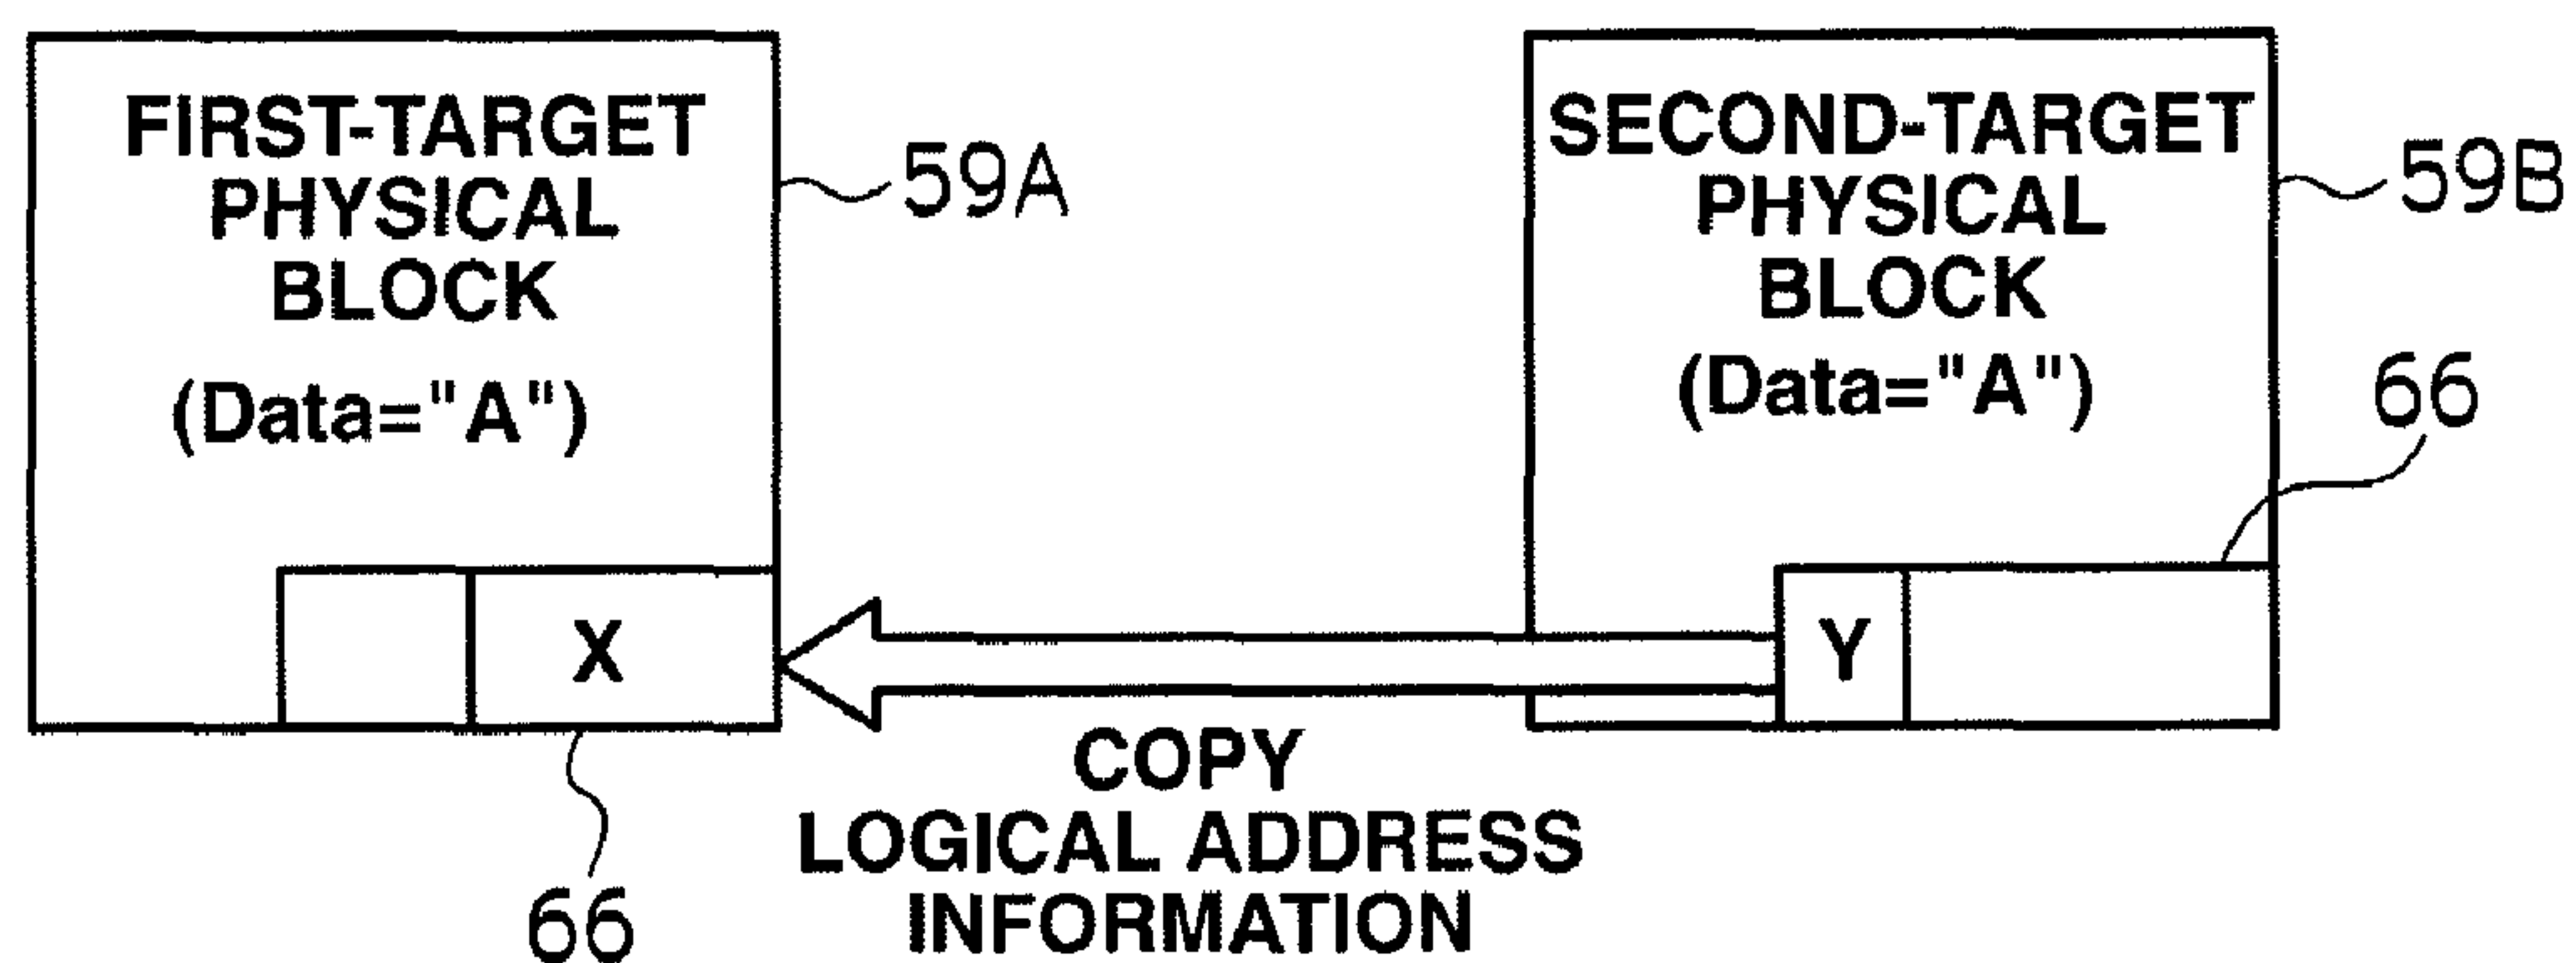 FIRST-TARGET
PHYSICAL
BLOCK
(Data="A")
59A
X
66
SECOND-TARGET
PHYSICAL
BLOCK
(Data="A")
59B
66
Y
COPY
LOGICAL ADDRESS
INFORMATION